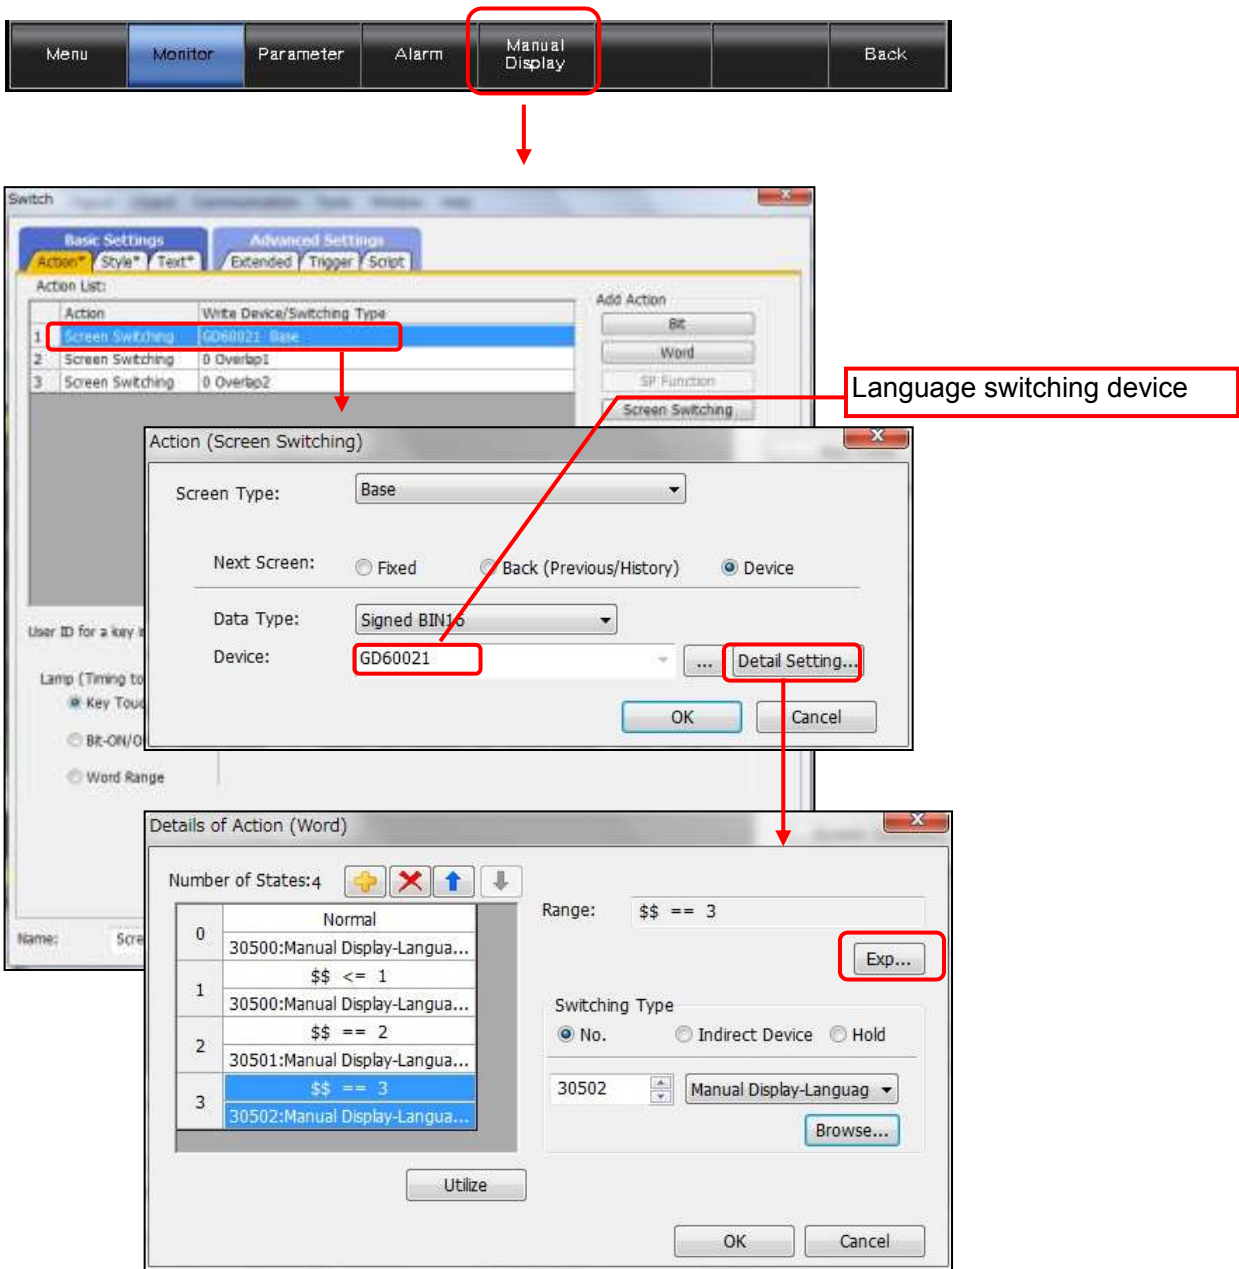 Menu
Monitor
Parameter
Alarm
Manual
Display
Back
Switch
Basic Settings
Advanced Settings
Action*
Style*
Text*
Extended
Trigger
Script
Action List:
Action
Write Device/Switching Type
1 Screen Switching GD60021 Base
2 Screen Switching 0 Overlap1
3 Screen Switching 0 Overlap2
Add Action
Bit
Word
SP Function
Screen Switching
Language switching device
Action (Screen Switching)
Screen Type:
Base
Next Screen:
Fixed
Back (Previous/History)
Device
Data Type:
Signed BIN16
Device:
GD60021
...
Detail Setting...
OK
Cancel
User ID for a key
Lamp (Timing to
Key Touc
Bit-ON/O
Word Range
Name:
Scre
Details of Action (Word)
Number of States:4
0
Normal
30500:Manual Display-Langua...
1
$$ <= 1
30500:Manual Display-Langua...
2
$$ == 2
30501:Manual Display-Langua...
3
$$ == 3
30502:Manual Display-Langua...
Utilize
Range:
$$ == 3
Exp...
Switching Type
No.
Indirect Device
Hold
30502
Manual Display-Languag
Browse...
OK
Cancel